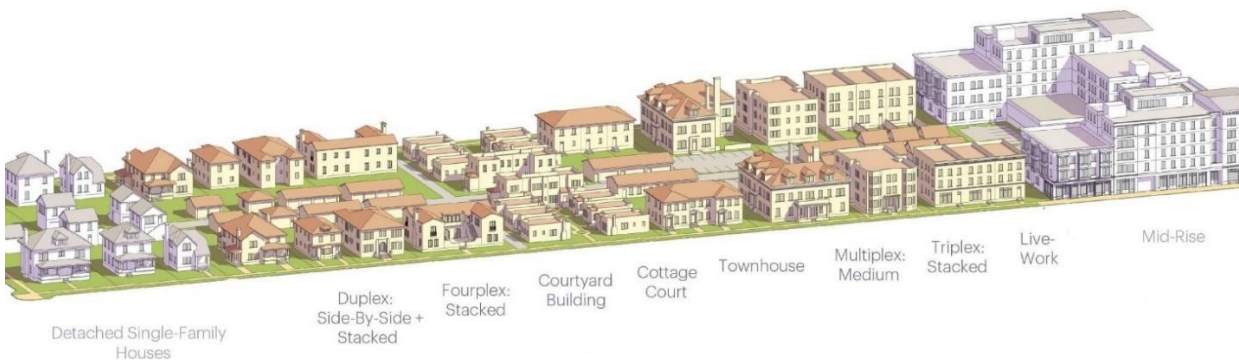 Detached Single-Family
Houses
Duplex:
Side-By-Side +
Stacked
Fourplex:
Stacked
Courtyard
Building
Cottage
Court
Townhouse
Multiplex:
Medium
Triplex:
Stacked
Live-
Work
Mid-Rise